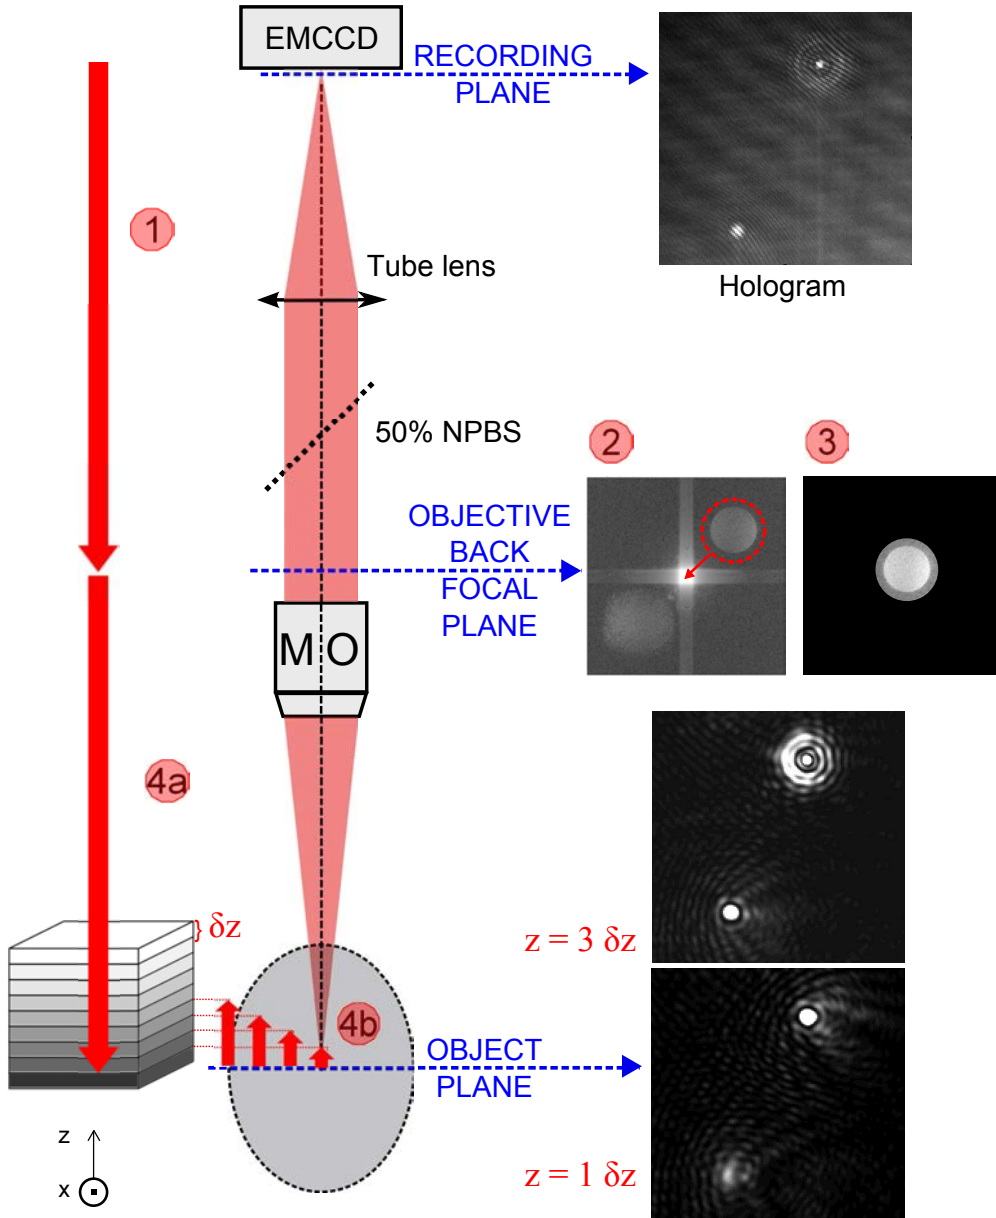 EMCCD
RECORDING
PLANE
1
Tube lens
Hologram
50% NPBS
2
3
OBJECTIVE
BACK
FOCAL
PLANE
MO
4a
} δz
z = 3 δz
4b
OBJECT
PLANE
z
x
z = 1 δz